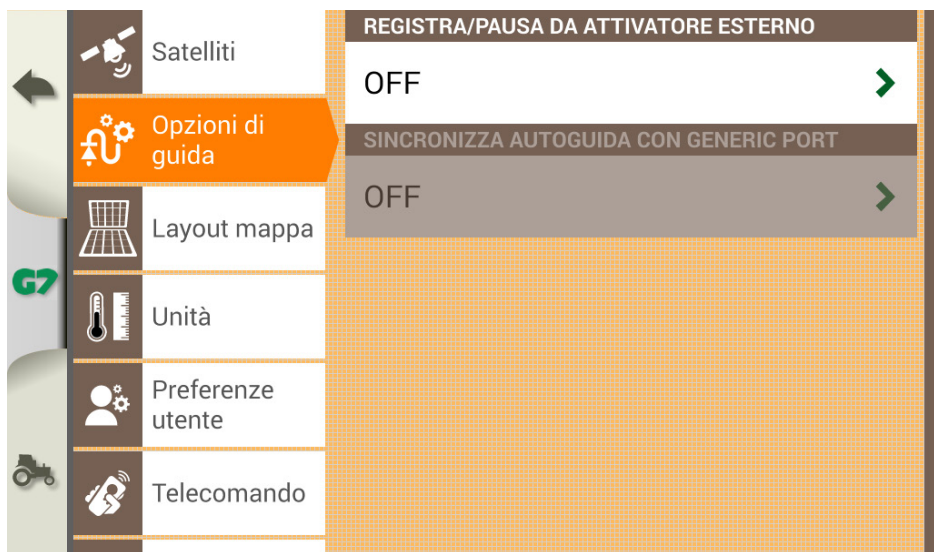 Satelliti
Opzioni di
guida
Layout mappa
Unità
Preferenze
utente
Telecomando
G7
REGISTRA/PAUSA DA ATTIVATORE ESTERNO
OFF
SINCRONIZZA AUTOGUIDA CON GENERIC PORT
OFF